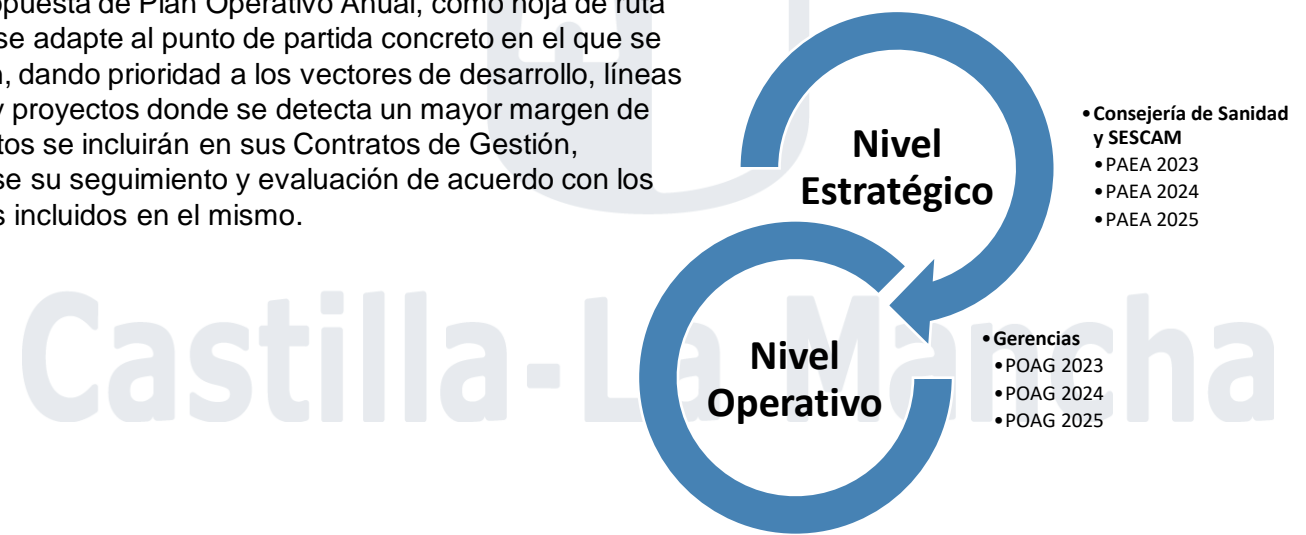 puesta de Plan Operativo Anual, como hoja de ruta
se adapte al punto de partida concreto en el que se
, dando prioridad a los vectores de desarrollo, líneas
y proyectos donde se detecta un mayor margen de
tos se incluirán en sus Contratos de Gestión,
se su seguimiento y evaluación de acuerdo con los
s incluidos en el mismo.
Nivel
Estratégico
•Consejería de Sanidad
y SESCAM
•PAEA 2023
•PAEA 2024
•PAEA 2025
Nivel
Operativo
•Gerencias
•POAG 2023
•POAG 2024
•POAG 2025
Castilla-La Mancha